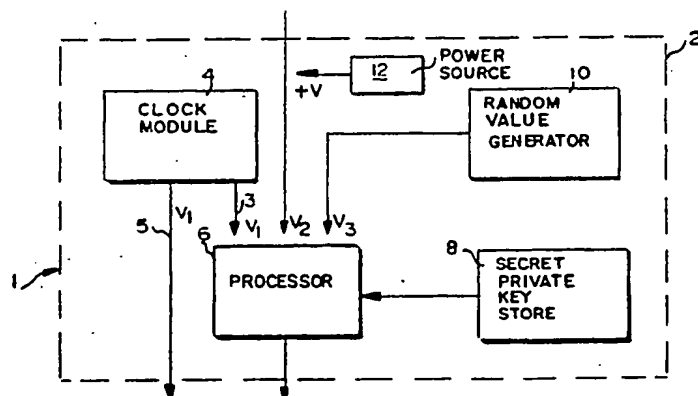 2
4
CLOCK
MODULE
12
POWER
SOURCE
+V
10
RANDOM
VALUE
GENERATOR
5
V1
3
V1
V2
V3
6
PROCESSOR
8
SECRET
PRIVATE
KEY
STORE
1